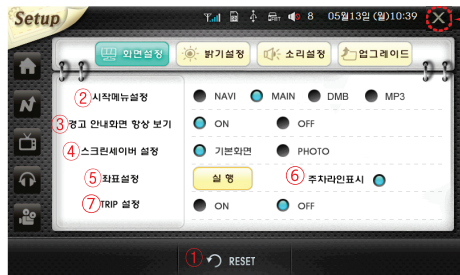 Setup 8 05월13일 (월)10:39
화면설정 밝기설정 소리설정 업그레이드
②시작메뉴설정 NAVI MAIN DMB MP3
③경고 안내화면 항상 보기 ON OFF
④스크린세이버 설정 기본화면 PHOTO
⑤좌표설정 실 행 ⑥ 주차라인표시
⑦TRIP 설정 ON OFF
① RESET